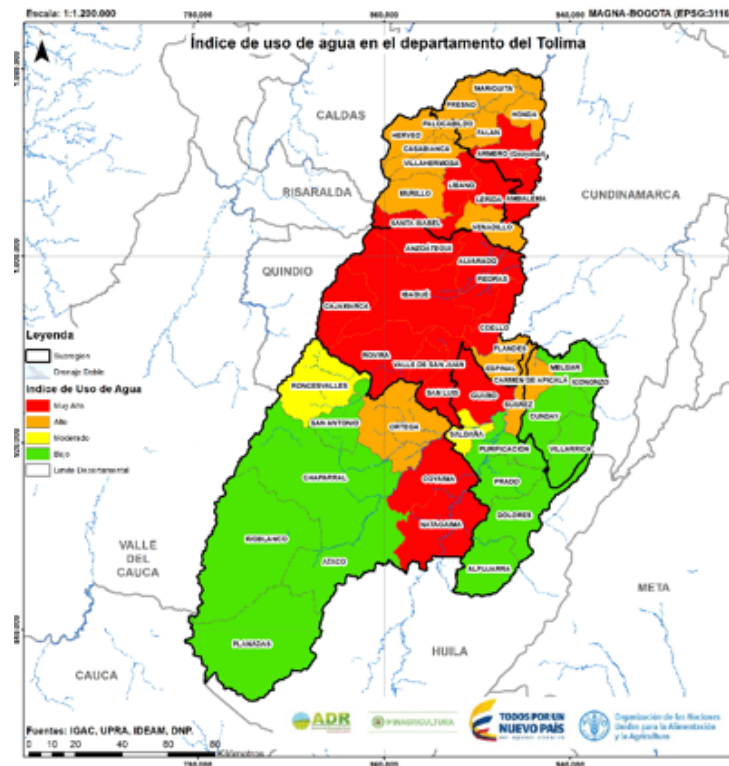 Escala: 1:1.200.000
MAGNA-BOGOTA (EPSG:3116
Índice de uso de agua en el departamento del Tolima
CALDAS
RISARALDA
QUINDIO
CUNDINAMARCA
VALLE
DEL
CAUCA
CAUCA
HUILA
META
MARIQUITA
FRESNO
HONDA
PALOCABILDO
FALAN
HERVEO
CASABIANCA
ARMERO
VILLAHERMOSA
LIBANO
MURILLO
LERIDA
AMBALEMA
SANTA ISABEL
VENADILLO
ANZOATEGUI
ALVARADO
PIEDRAS
IBAGUÉ
CAJAMARCA
COELLO
ROVIRA
VALLE DE SAN JUAN
FLANDES
ESPINAL
MELGAR
CARMEN DE APICALÁ
ICONONZO
RONCESVALLES
SAN LUIS
GUAMO
SUAREZ
CUNDAY
SAN ANTONIO
ORTEGA
SALDAÑA
PURIFICACIÓN
VILLARRICA
CHAPARRAL
COYAIMA
PRADO
NATAGAIMA
DOLORES
RIOBLANCO
ATACO
ALPUJARRA
PLANADAS
Leyenda
Subregion
Drenaje Doble
Indice de Uso de Agua
Muy Alto
Alto
Moderado
Bajo
Limite Departamental
Fuentes: IGAC, UPRA, IDEAM, DNP.
0 10 20 40 60 80
Kilómetros
ADR
MINAGRICULTURA
TODOS POR UN
NUEVO PAÍS
Organización de las Naciones
Unidas para la Alimentación
y la Agricultura